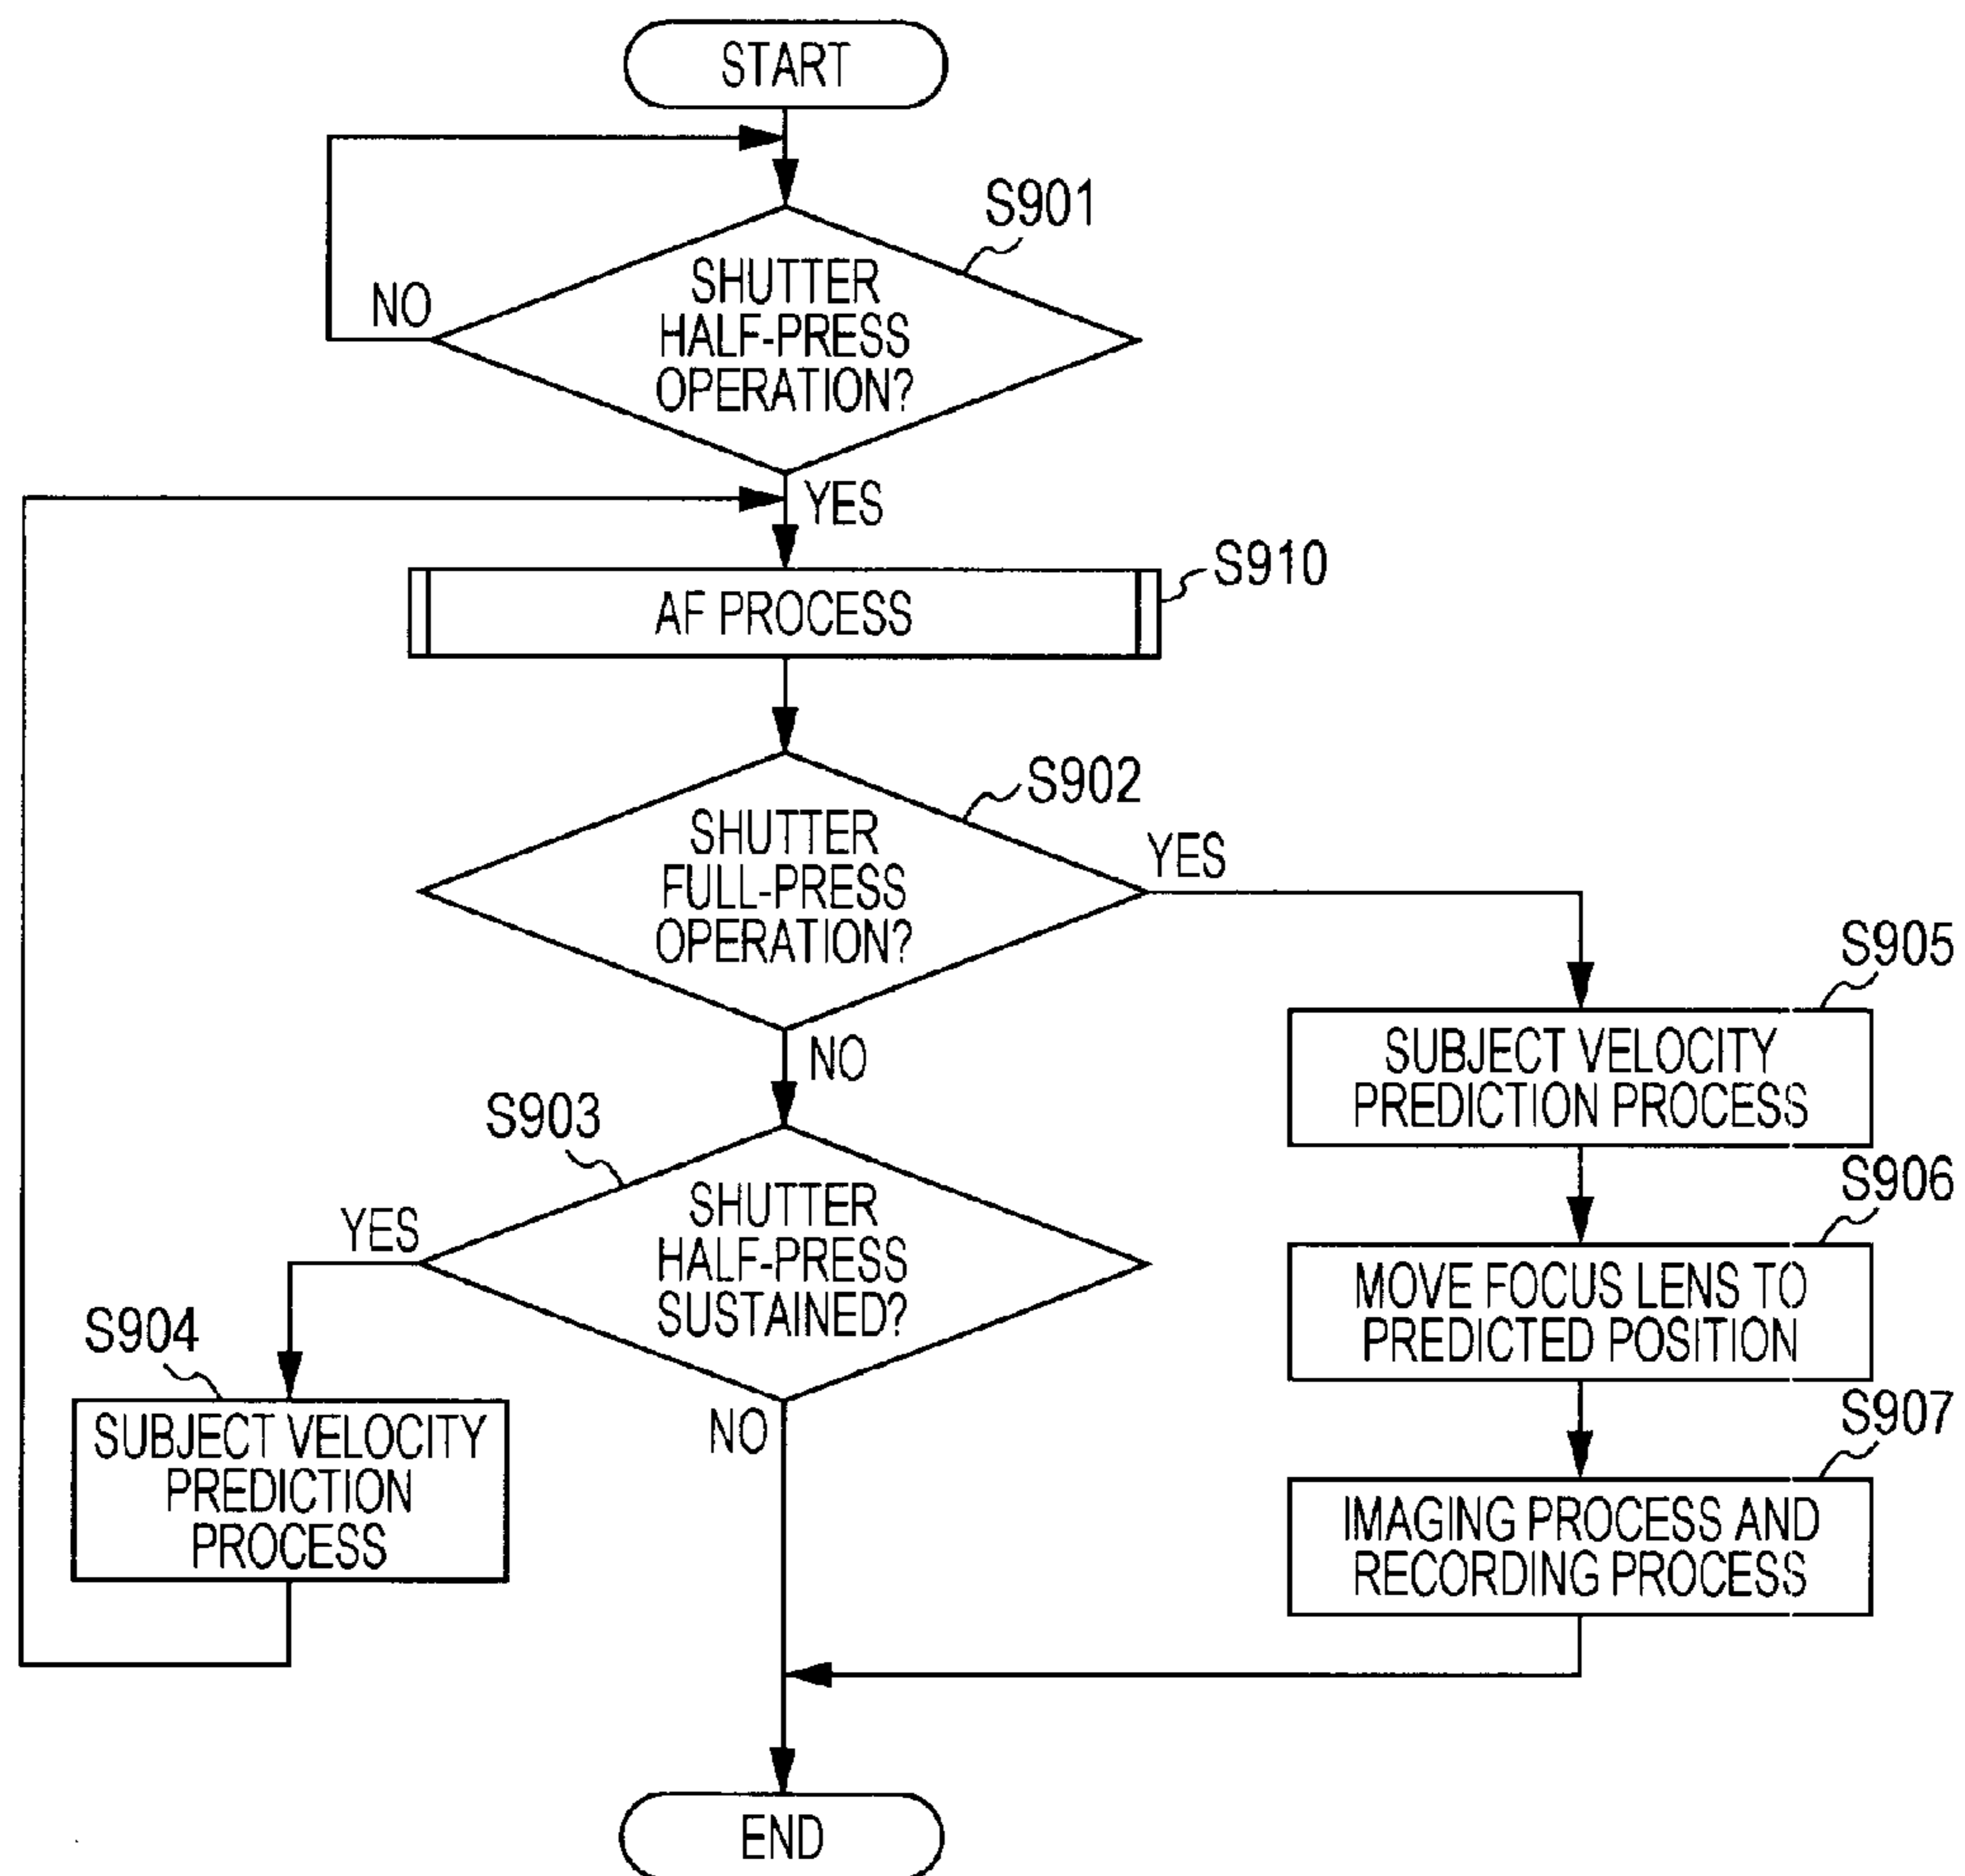 START
S901
SHUTTER
HALF-PRESS
OPERATION?
NO
YES
S910
AF PROCESS
S902
SHUTTER
FULL-PRESS
OPERATION?
YES
NO
S905
SUBJECT VELOCITY
PREDICTION PROCESS
S903
SHUTTER
HALF-PRESS
SUSTAINED?
YES
NO
S906
MOVE FOCUS LENS TO
PREDICTED POSITION
S904
SUBJECT VELOCITY
PREDICTION
PROCESS
S907
IMAGING PROCESS AND
RECORDING PROCESS
END